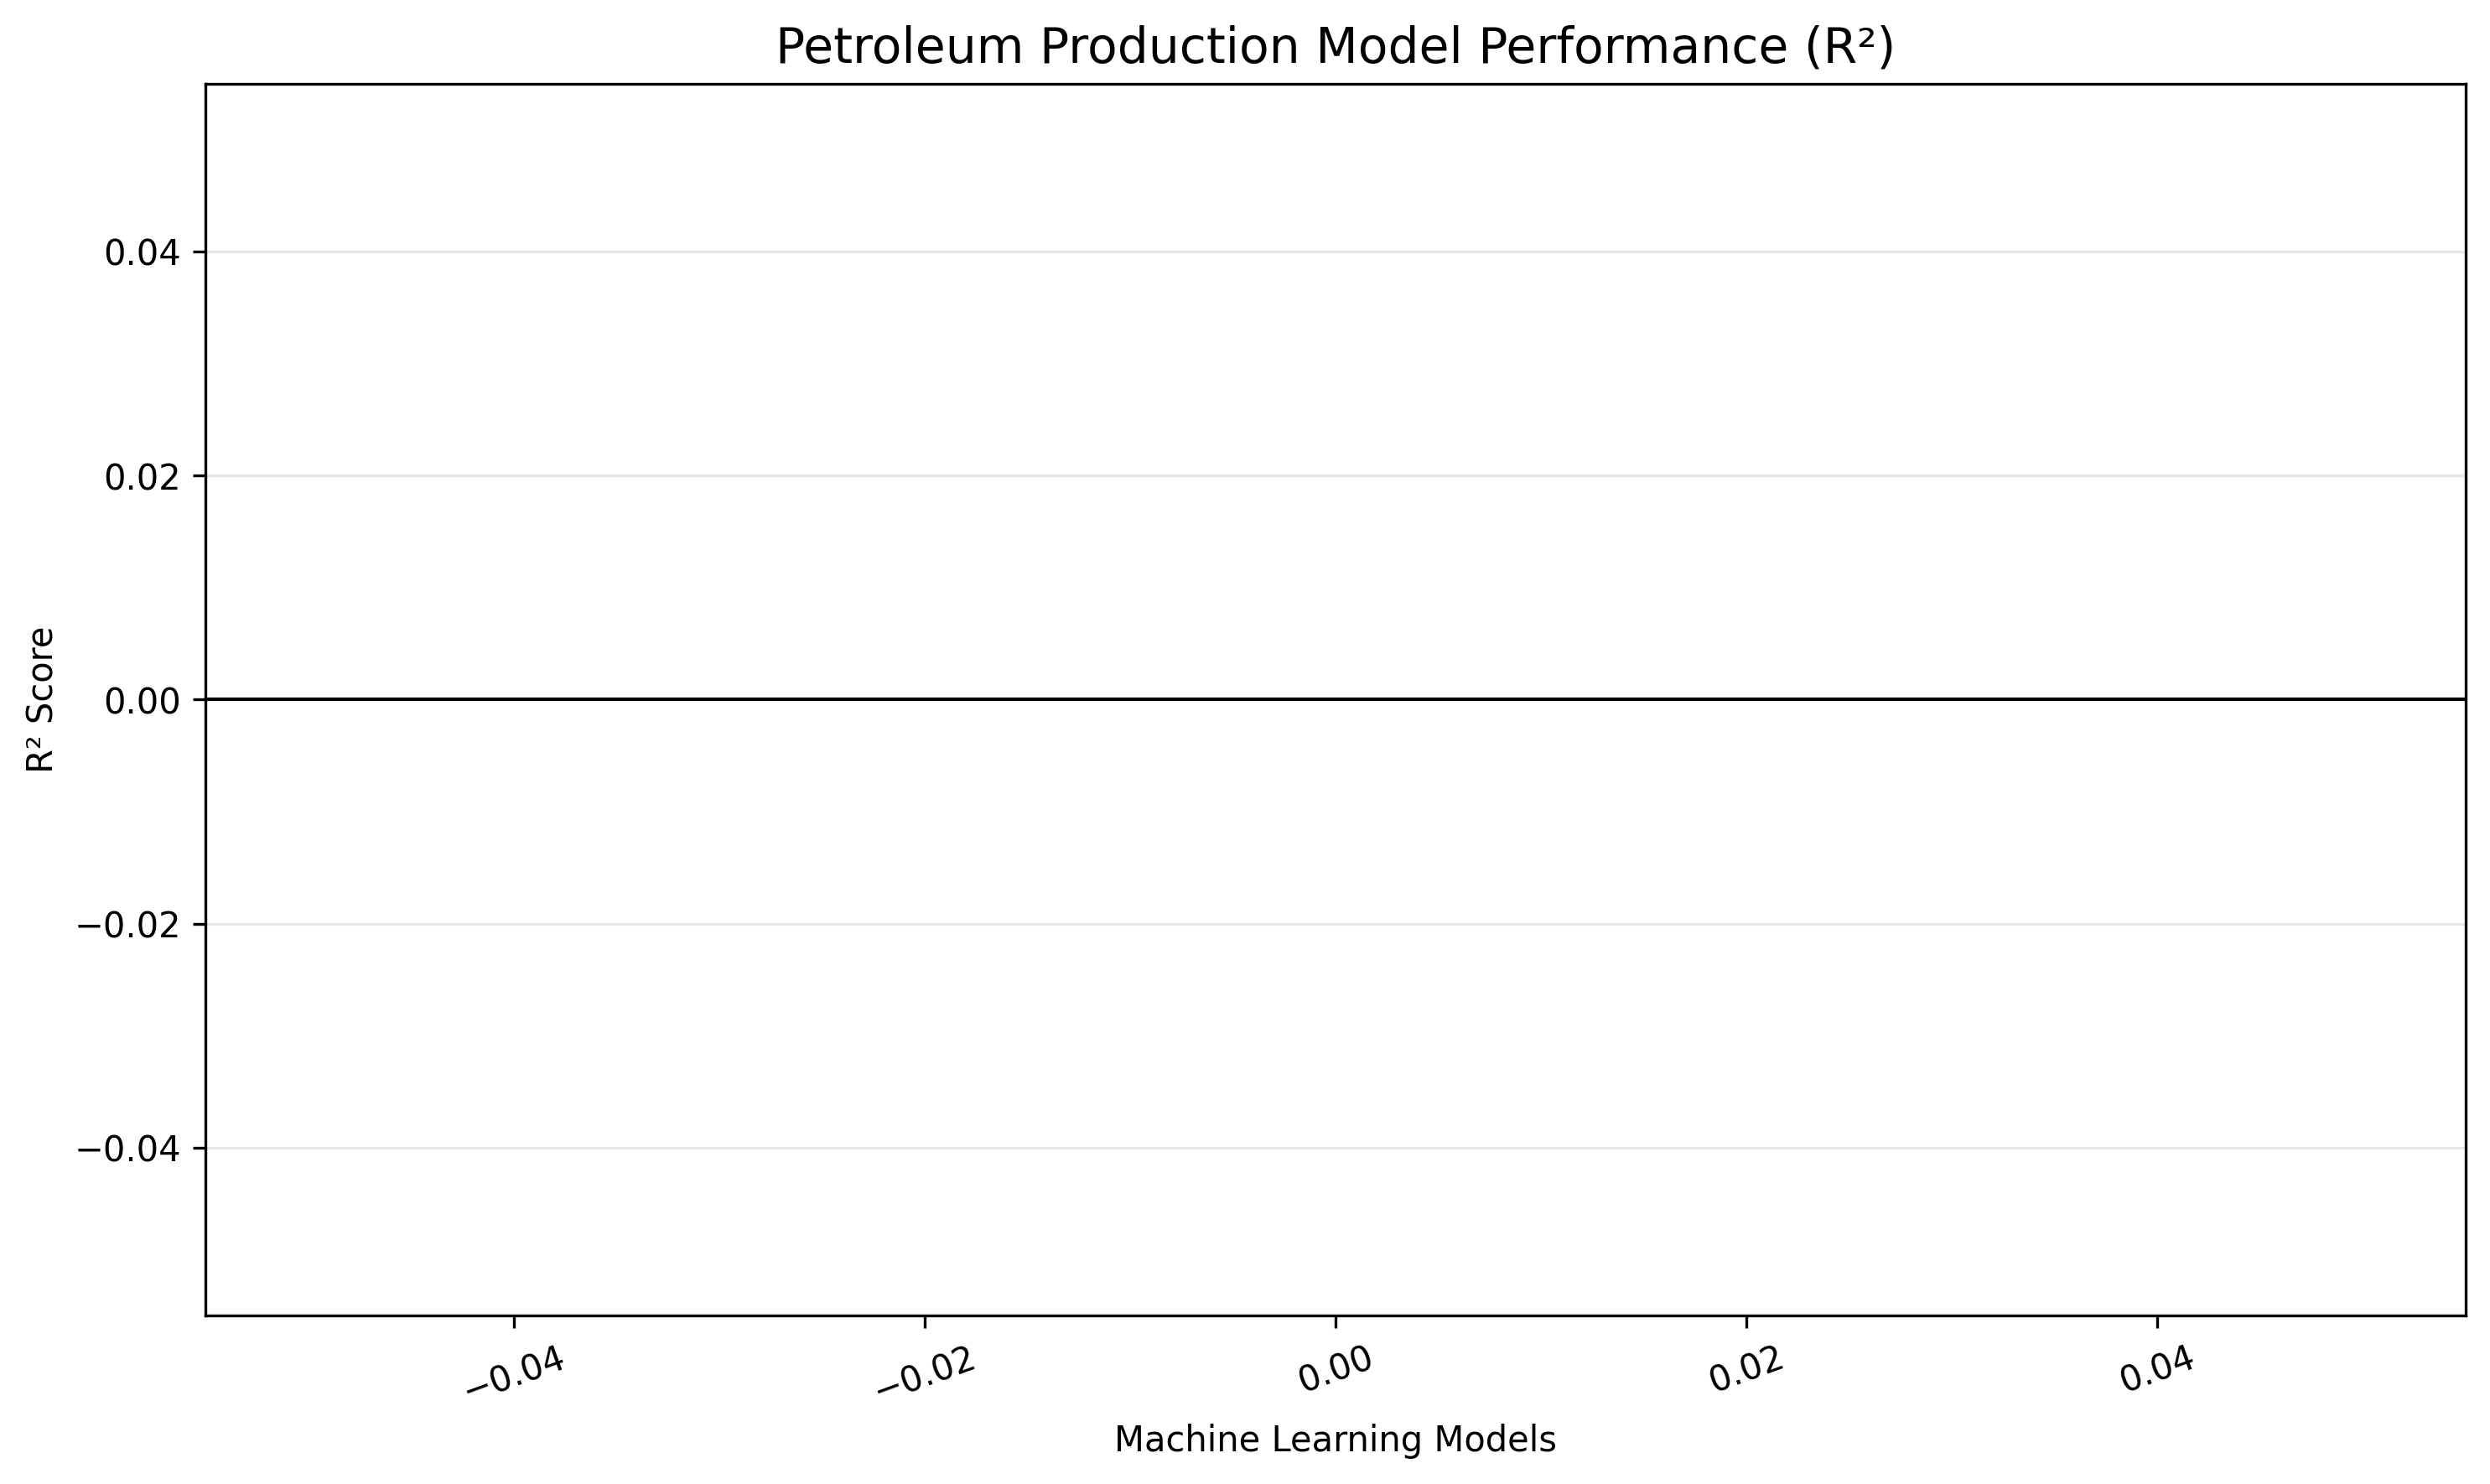 Petroleum Production Model Performance (R²)
0.04
0.02
0.00
−0.02
−0.04
R² Score
−0.04 −0.02 0.00 0.02 0.04
Machine Learning Models